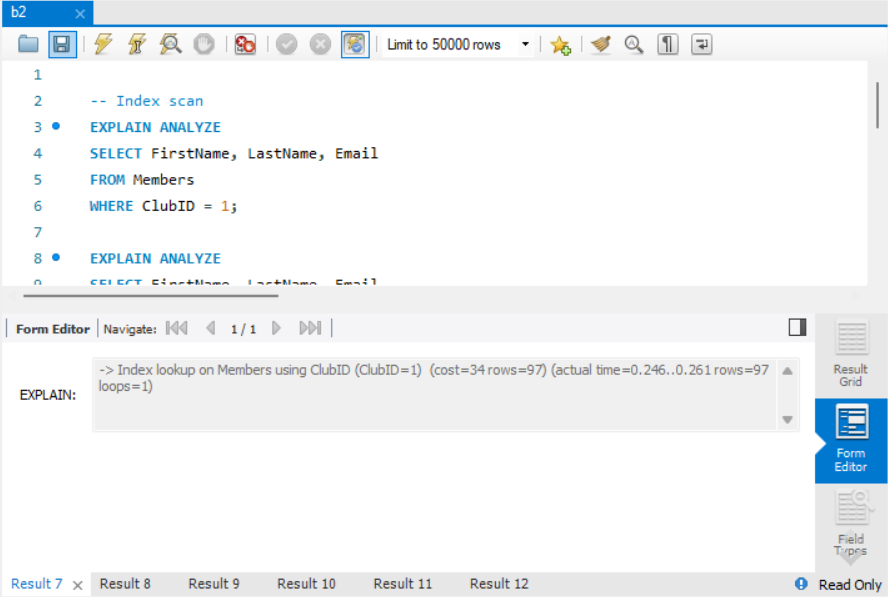 b2
Limit to 50000 rows
1
2 -- Index scan
3 EXPLAIN ANALYZE
4 SELECT FirstName, LastName, Email
5 FROM Members
6 WHERE ClubID = 1;
7
8 EXPLAIN ANALYZE
9 SELECT FirstName, LastName, Email
Form Editor Navigate: 1 / 1
EXPLAIN:
-> Index lookup on Members using ClubID (ClubID=1) (cost=34 rows=97) (actual time=0.246..0.261 rows=97
loops=1)
Result
Grid
Form
Editor
Field
Types
Result 7 Result 8 Result 9 Result 10 Result 11 Result 12 Read Only